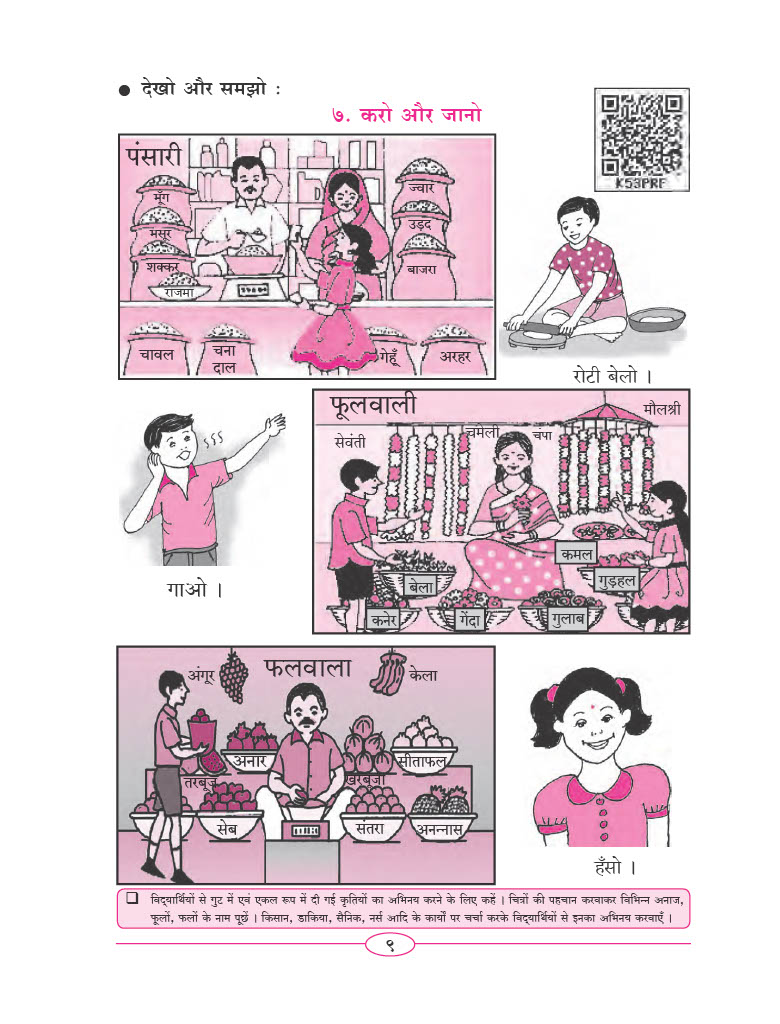 ● देखो और समझो :
७. करो और जानो
K53PRF
पंसारी
मूँग
मसूर
शक्कर
राजमा
ज्वार
उड़द
बाजरा
चावल
चना
दाल
गेहूँ
अरहर
रोटी बेलो ।
गाओ ।
फूलवाली
सेवंती
चमेली
चंपा
मौलश्री
कमल
गुड़हल
बेला
कनेर
गेंदा
गुलाब
फलवाला
अंगूर
केला
अनार
सीताफल
तरबूज
खरबूजा
सेब
संतरा
अनन्नास
हँसो ।
❑ विद्‌यार्थियों से गुट में एवं एकल रूप में दी गई कृतियों का अभिनय करने के लिए कहें । चित्रों की पहचान करवाकर विभिन्न अनाज,
फूलों, फलों के नाम पूछें । किसान, डाकिया, सैनिक, नर्स आदि के कार्यों पर चर्चा करके विद्‌यार्थियों से इनका अभिनय करवाएँ ।
९